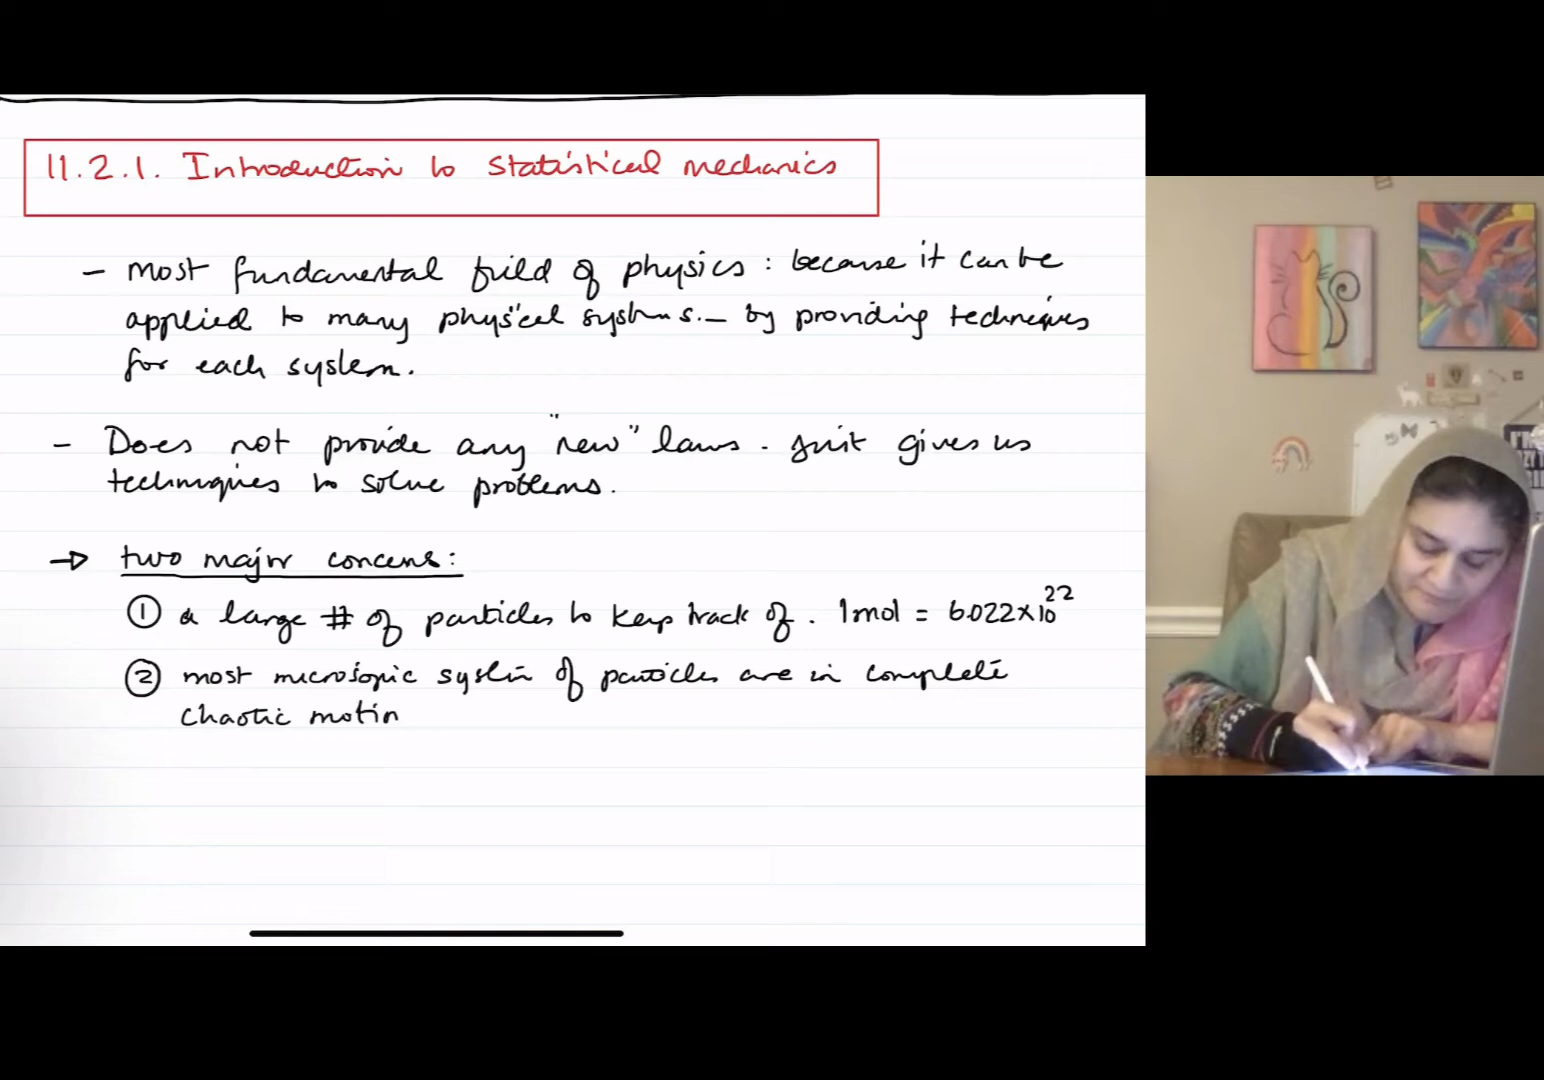 11.2.1. Introduction to statistical mechanics
- most fundamental field of physics : because it can be
applied to many physical systems. - by providing techniques
for each system.
- Does not provide any "new" laws. just gives us
techniques to solve problems.
→ two major concerns:
① a large # of particles to keep track of. 1mol = 6.022×10²²
② most microscopic system of particles are in complete
chaotic motion